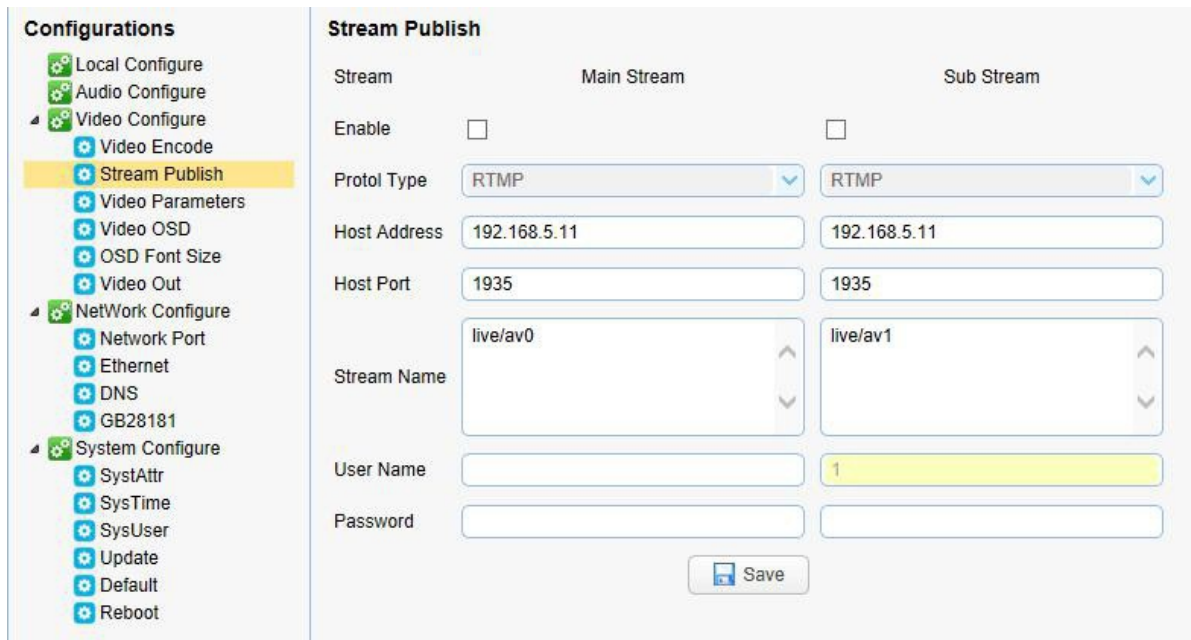 Configurations
Local Configure
Audio Configure
Video Configure
Video Encode
Stream Publish
Video Parameters
Video OSD
OSD Font Size
Video Out
NetWork Configure
Network Port
Ethernet
DNS
GB28181
System Configure
SystAttr
SysTime
SysUser
Update
Default
Reboot
Stream Publish
Stream Main Stream Sub Stream
Enable
Protol Type RTMP RTMP
Host Address 192.168.5.11 192.168.5.11
Host Port 1935 1935
Stream Name live/av0 live/av1
User Name 1
Password
Save